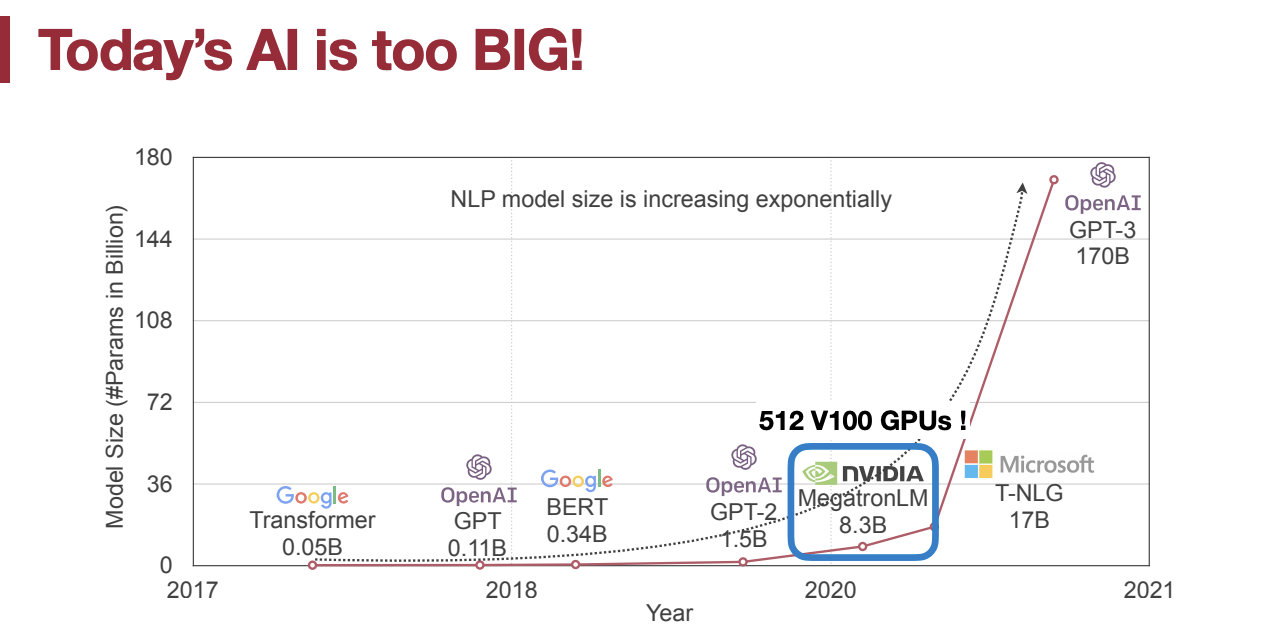 Today's AI is too BIG!
180
144
108
72
36
0
Model Size (#Params in Billion)
NLP model size is increasing exponentially
OpenAI
GPT-3
170B
512 V100 GPUs !
Google
Transformer
0.05B
OpenAI
GPT
0.11B
Google
BERT
0.34B
OpenAI
GPT-2
1.5B
NVIDIA
MegatronLM
8.3B
Microsoft
T-NLG
17B
2017
2018
2020
2021
Year